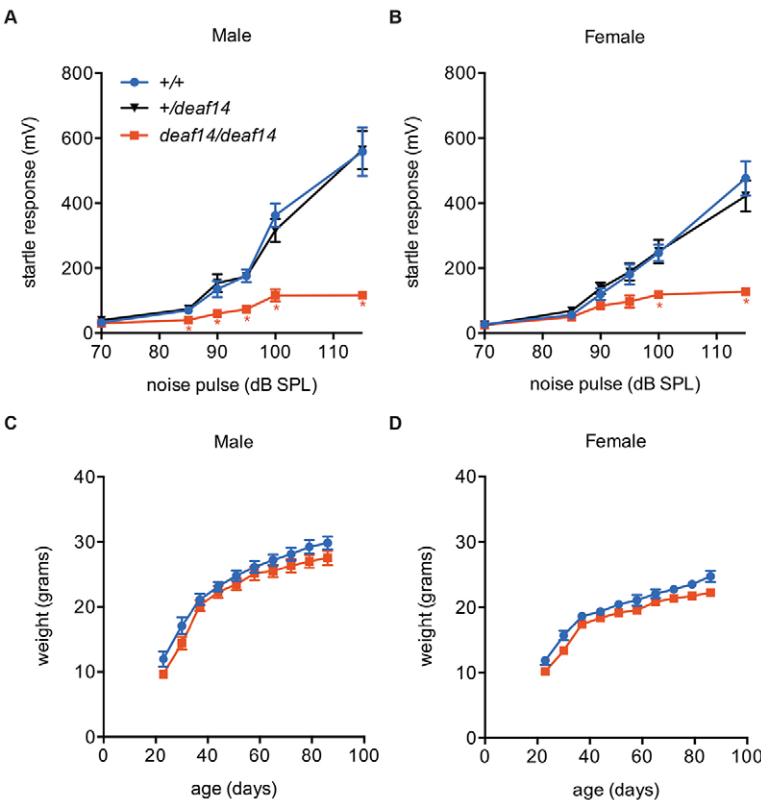 A
Male
800
600
400
200
0
startle response (mV)
+/+
+/deaf14
deaf14/deaf14
* * * * *
70 80 90 100 110
noise pulse (dB SPL)
B
Female
800
600
400
200
0
startle response (mV)
* *
70 80 90 100 110
noise pulse (dB SPL)
C
Male
40
30
20
10
0
weight (grams)
0 20 40 60 80 100
age (days)
D
Female
40
30
20
10
0
weight (grams)
0 20 40 60 80 100
age (days)